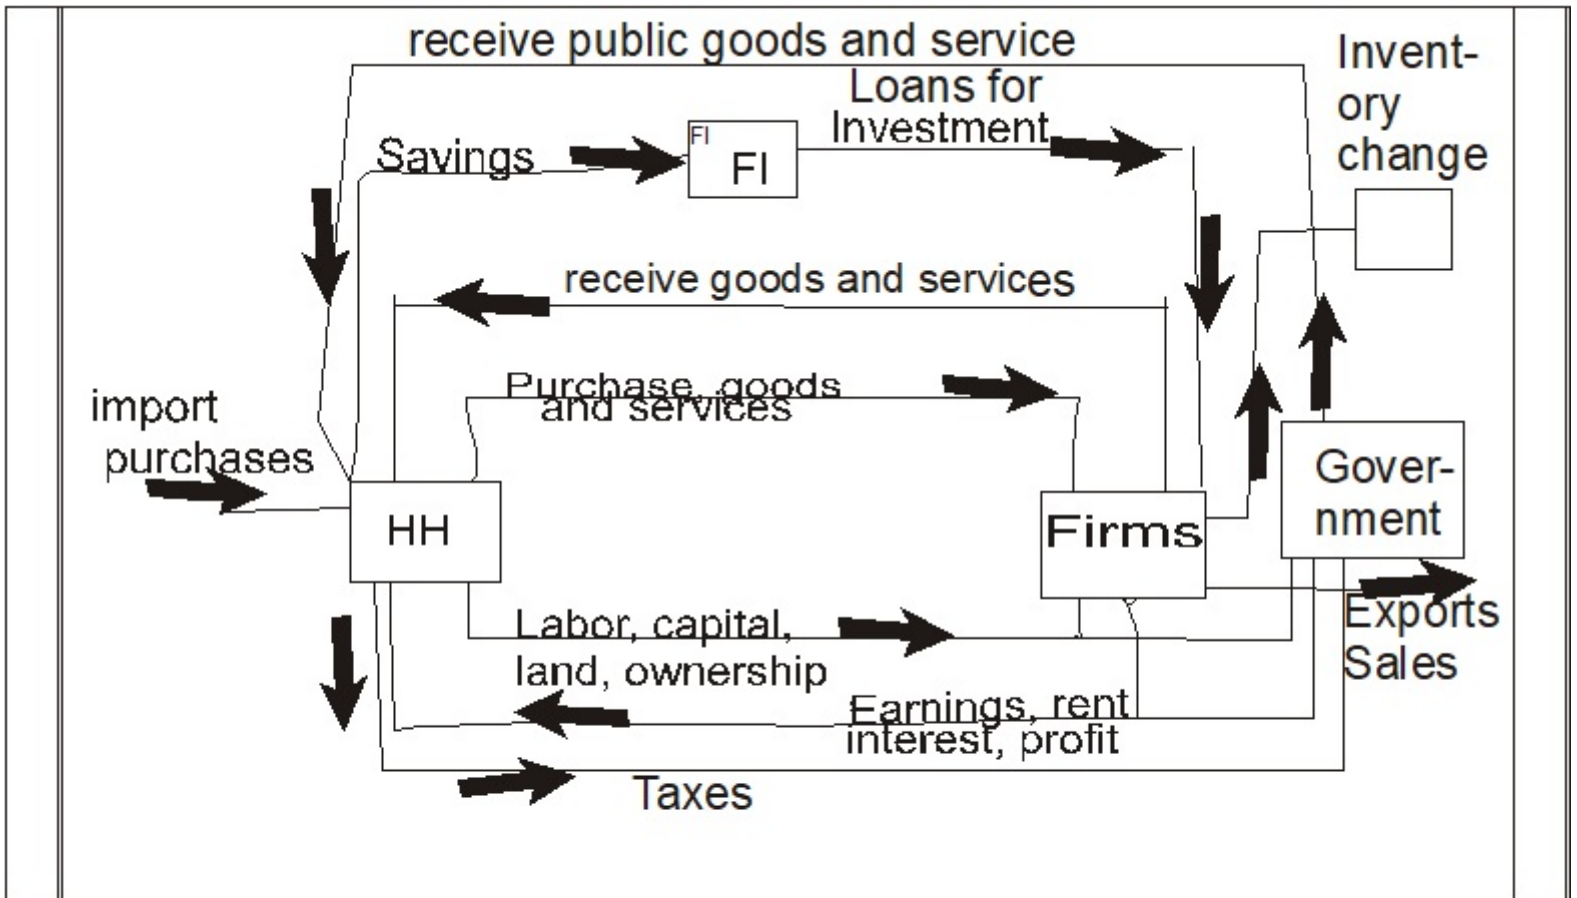 receive public goods and service
Invent-
ory
change
Loans for
Investment
Savings
FI
FI
receive goods and services
Purchase, goods
and services
import
purchases
HH
Firms
Gover-
nment
Exports
Sales
Labor, capital,
land, ownership
Earnings, rent
interest, profit
Taxes